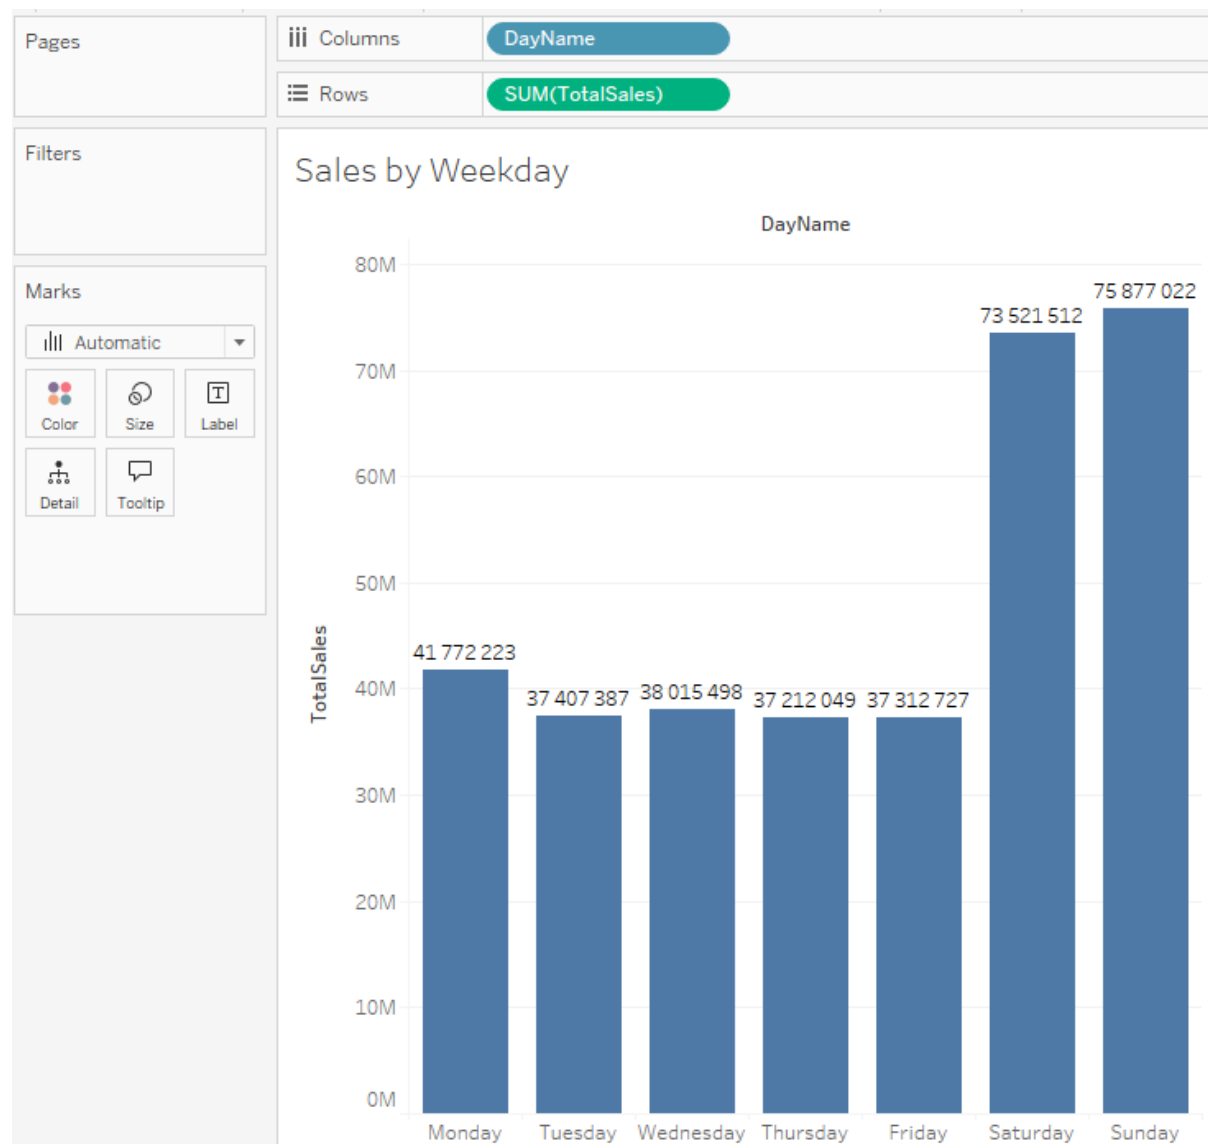 Pages
Columns
DayName
Rows
SUM(TotalSales)
Filters
Marks
Automatic
Color
Size
Label
Detail
Tooltip
Sales by Weekday
DayName
TotalSales
80M
70M
60M
50M
40M
30M
20M
10M
0M
41 772 223
37 407 387
38 015 498
37 212 049
37 312 727
73 521 512
75 877 022
Monday
Tuesday
Wednesday
Thursday
Friday
Saturday
Sunday